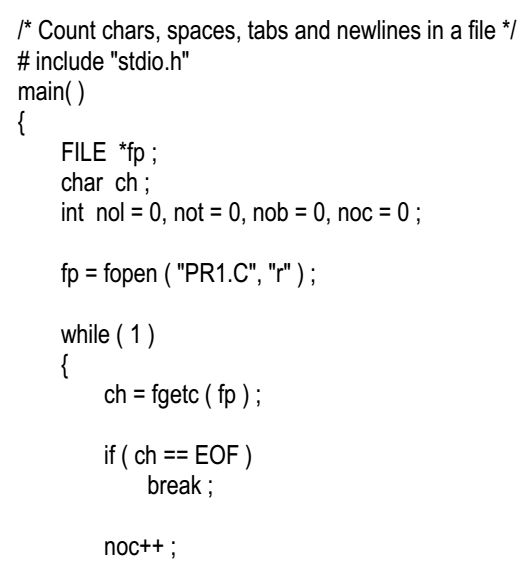 /* Count chars, spaces, tabs and newlines in a file */
# include "stdio.h"
main( )
{
FILE *fp ;
char ch ;
int nol = 0, not = 0, nob = 0, noc = 0 ;
fp = fopen ( "PR1.C", "r" ) ;
while ( 1 )
{
ch = fgetc ( fp ) ;
if ( ch == EOF )
break ;
noc++ ;